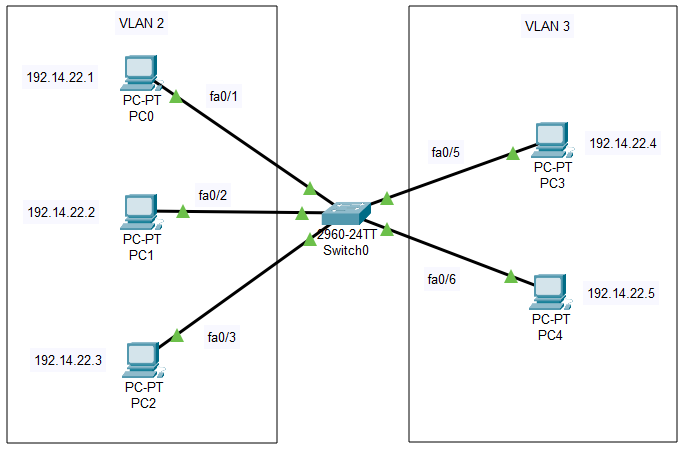 VLAN 2
192.14.22.1
PC-PT
PC0
fa0/1
192.14.22.2
PC-PT
PC1
fa0/2
192.14.22.3
PC-PT
PC2
fa0/3
2960-24TT
Switch0
VLAN 3
fa0/5
192.14.22.4
PC-PT
PC3
fa0/6
192.14.22.5
PC-PT
PC4